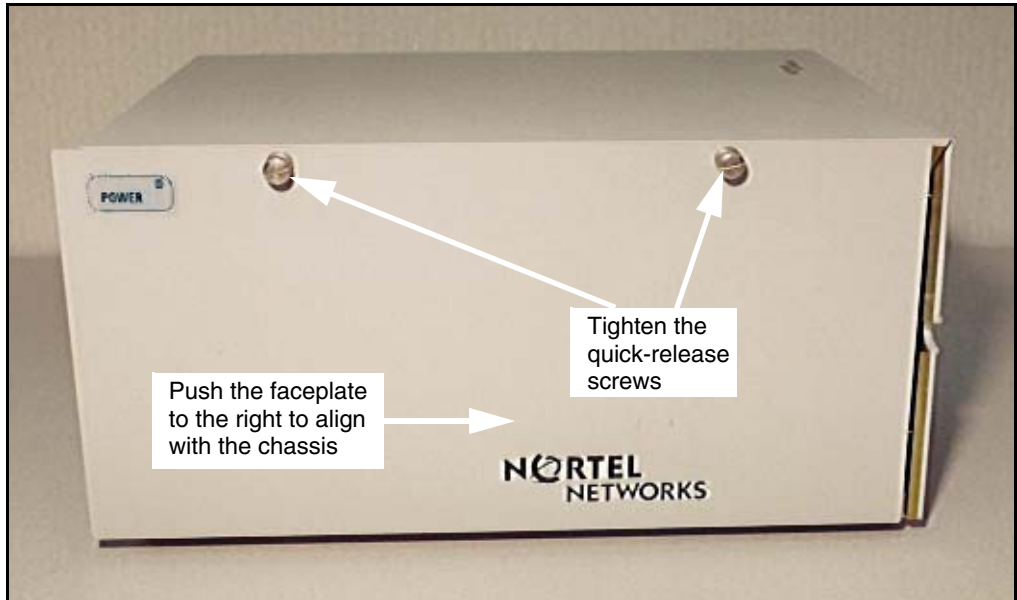 POWER
Tighten the
quick-release
screws
Push the faceplate
to the right to align
with the chassis
NORTEL
NETWORKS